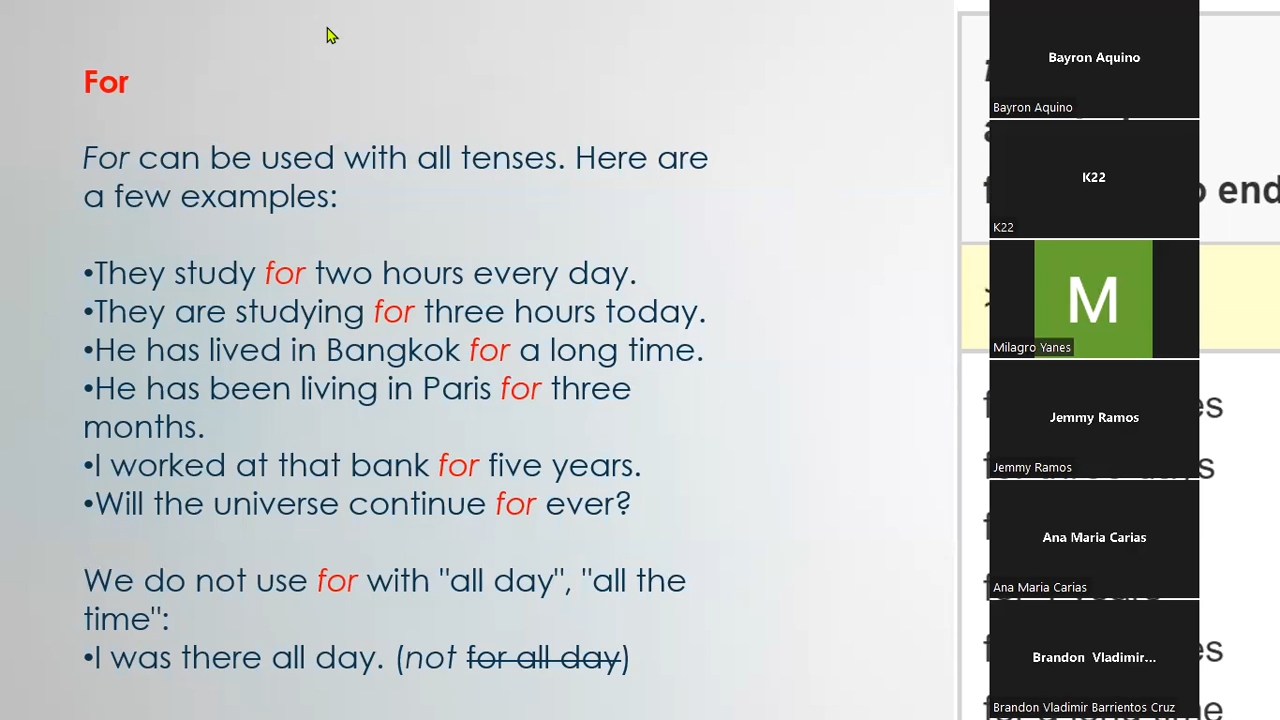 For
For can be used with all tenses. Here are
a few examples:
•They study for two hours every day.
•They are studying for three hours today.
•He has lived in Bangkok for a long time.
•He has been living in Paris for three
months.
•I worked at that bank for five years.
•Will the universe continue for ever?
We do not use for with "all day", "all the
time":
•I was there all day. (not for all day)
Bayron Aquino
Bayron Aquino
K22
K22
M
Milagro Yanes
Jemmy Ramos
Jemmy Ramos
Ana Maria Carias
Ana Maria Carias
Brandon Vladimir...
Brandon Vladimir Barrientos Cruz
end